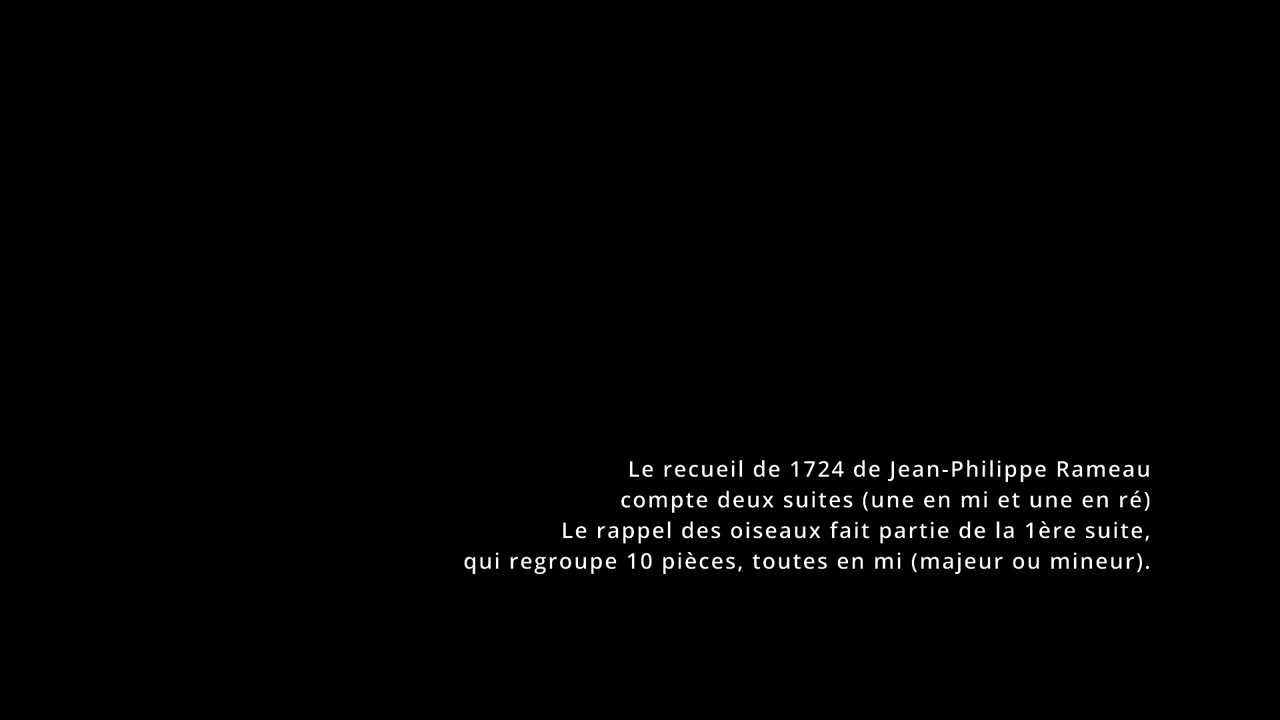 Le recueil de 1724 de Jean-Philippe Rameau
compte deux suites (une en mi et une en ré)
Le rappel des oiseaux fait partie de la 1ère suite,
qui regroupe 10 pièces, toutes en mi (majeur ou mineur).